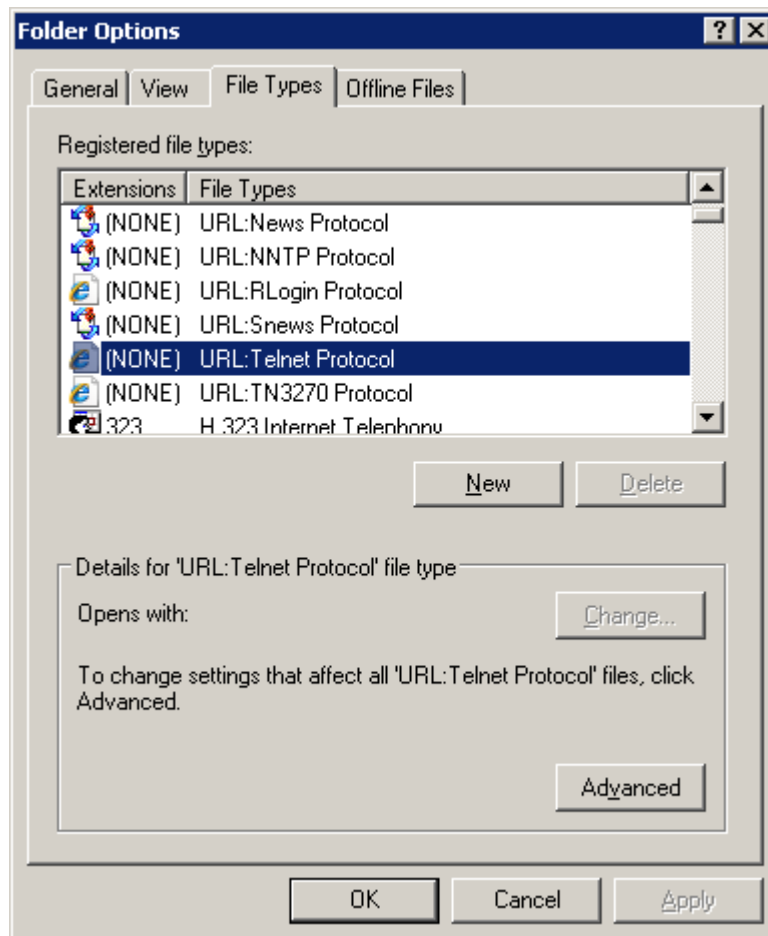 Folder Options
General View File Types Offline Files
Registered file types:
Extensions File Types
(NONE) URL:News Protocol
(NONE) URL:NNTP Protocol
(NONE) URL:RLogin Protocol
(NONE) URL:Snews Protocol
(NONE) URL:Telnet Protocol
(NONE) URL:TN3270 Protocol
323 H.323 Internet Telephony
New Delete
Details for 'URL:Telnet Protocol' file type
Opens with: Change...
To change settings that affect all 'URL:Telnet Protocol' files, click
Advanced.
Advanced
OK Cancel Apply